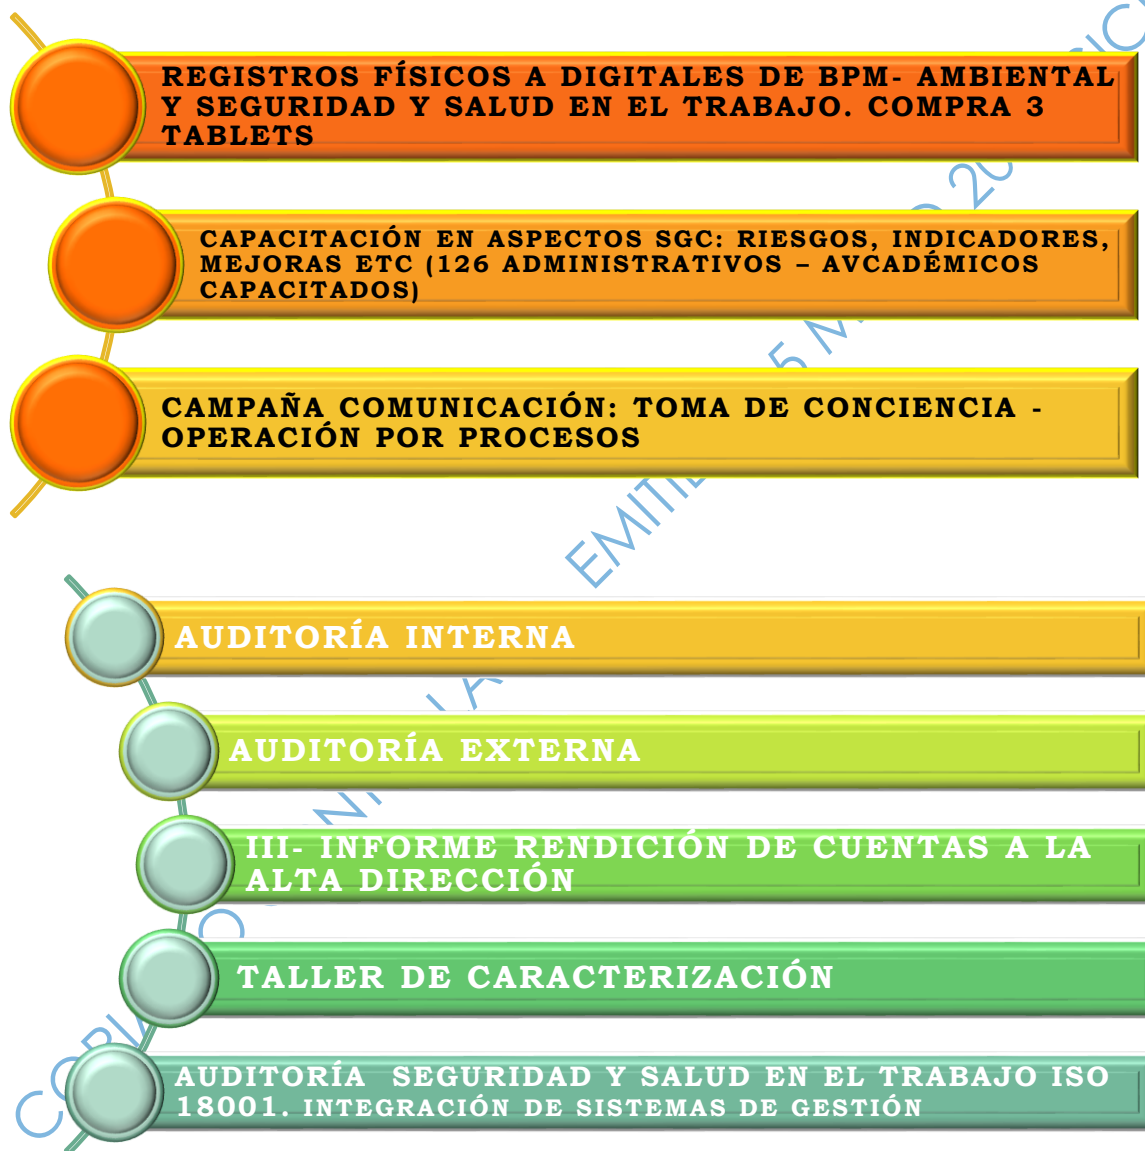 REGISTROS FÍSICOS A DIGITALES DE BPM- AMBIENTAL
Y SEGURIDAD Y SALUD EN EL TRABAJO. COMPRA 3
TABLETS
CAPACITACIÓN EN ASPECTOS SGC: RIESGOS, INDICADORES,
MEJORAS ETC (126 ADMINISTRATIVOS – AVCADÉMICOS
CAPACITADOS)
CAMPAÑA COMUNICACIÓN: TOMA DE CONCIENCIA -
OPERACIÓN POR PROCESOS
AUDITORÍA INTERNA
AUDITORÍA EXTERNA
III- INFORME RENDICIÓN DE CUENTAS A LA
ALTA DIRECCIÓN
TALLER DE CARACTERIZACIÓN
AUDITORÍA SEGURIDAD Y SALUD EN EL TRABAJO ISO
18001. INTEGRACIÓN DE SISTEMAS DE GESTIÓN